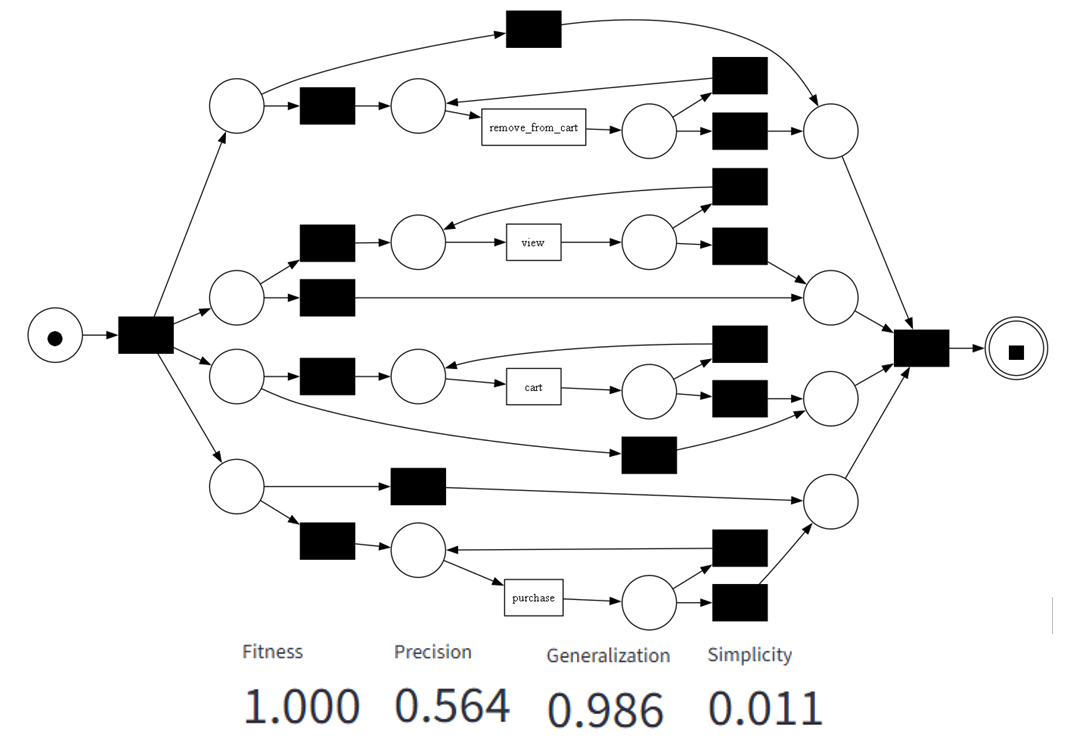 remove_from_cart
view
cart
purchase
Fitness Precision Generalization Simplicity
1.000 0.564 0.986 0.011